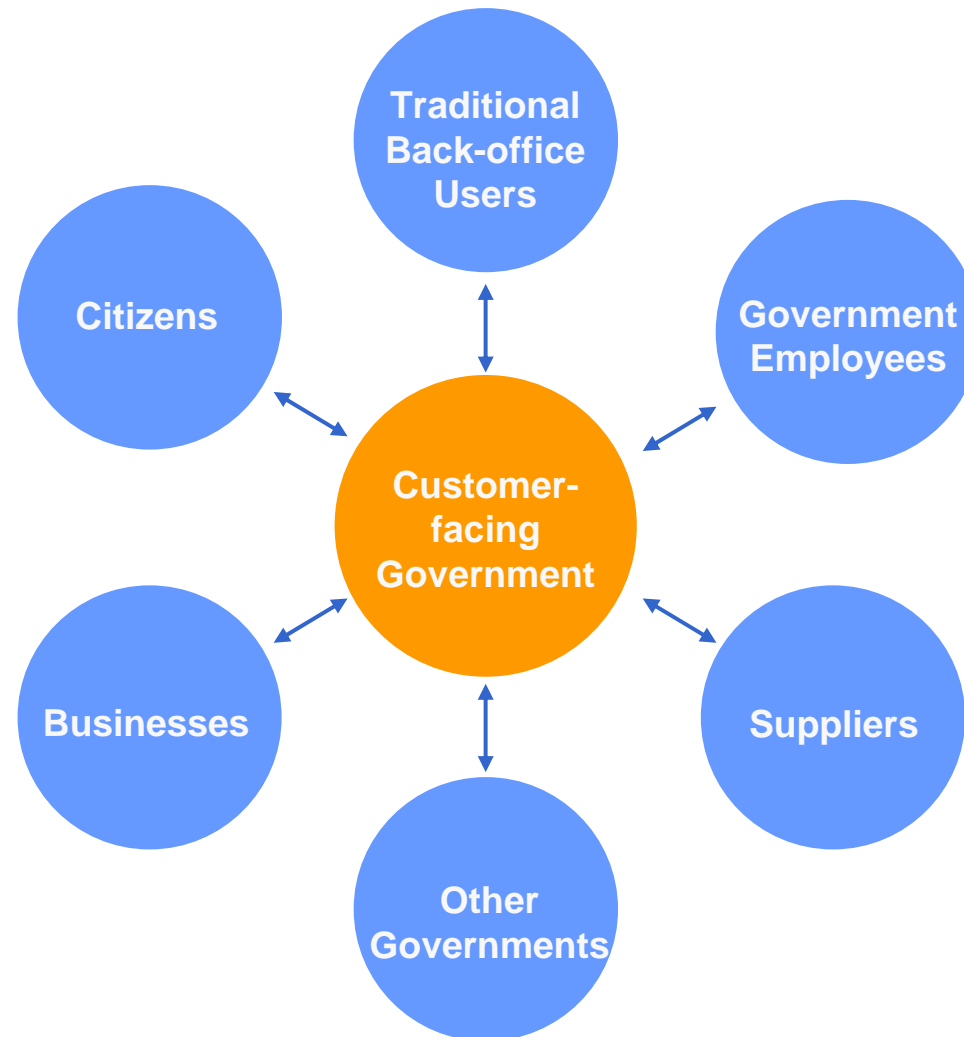 Traditional
Back-office
Users
Citizens
Government
Employees
Customer-
facing
Government
Businesses
Suppliers
Other
Governments